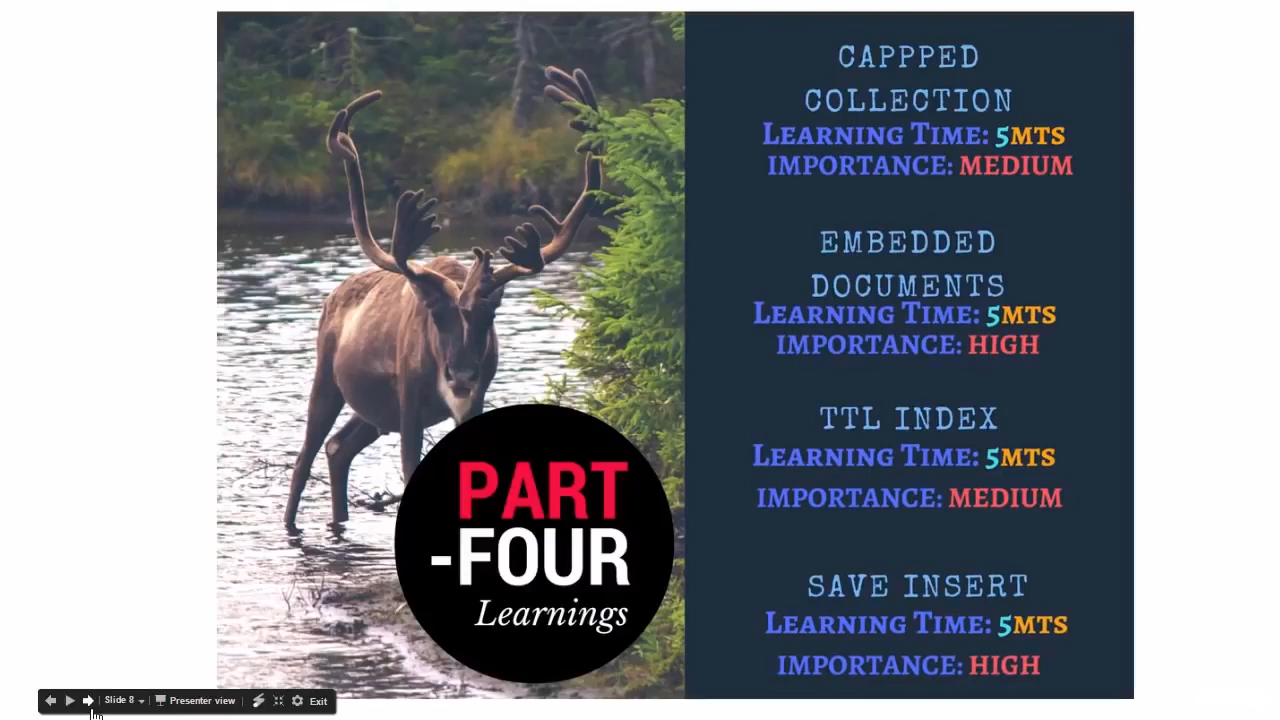 CAPPPED
COLLECTION
LEARNING TIME: 5MTS
IMPORTANCE: MEDIUM
EMBEDDED
DOCUMENTS
LEARNING TIME: 5MTS
IMPORTANCE: HIGH
TTL INDEX
LEARNING TIME: 5MTS
IMPORTANCE: MEDIUM
SAVE INSERT
LEARNING TIME: 5MTS
IMPORTANCE: HIGH
PART
-FOUR
Learnings
Slide 8 Presenter view Exit